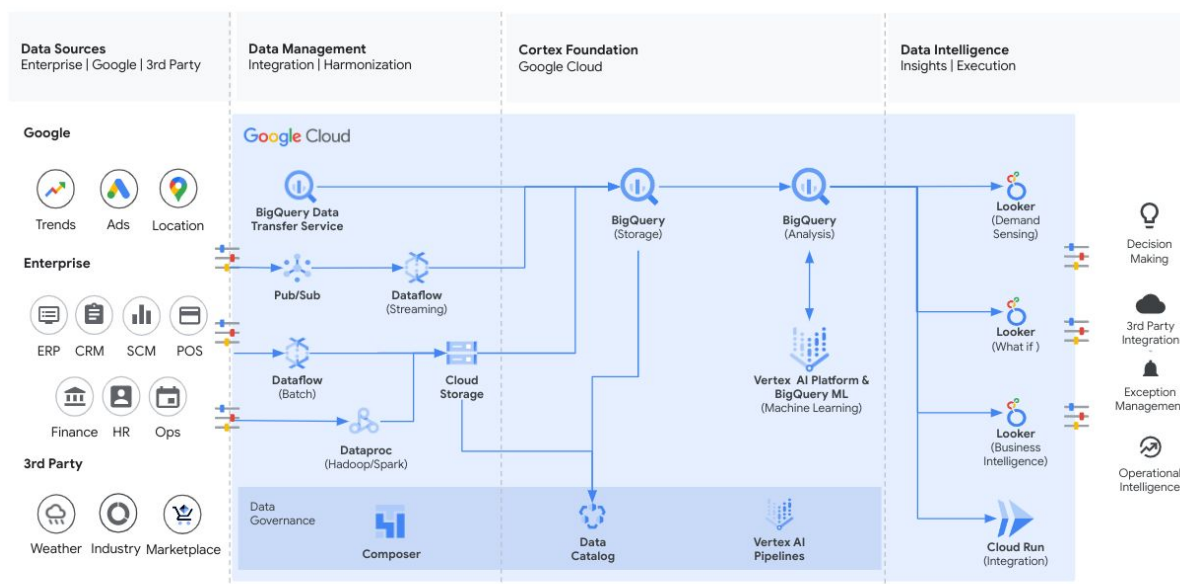 Data Sources
Enterprise | Google | 3rd Party
Data Management
Integration | Harmonization
Cortex Foundation
Google Cloud
Data Intelligence
Insights | Execution
Google
Trends
Ads
Location
Enterprise
ERP
CRM
SCM
POS
Finance
HR
Ops
3rd Party
Weather
Industry
Marketplace
Google Cloud
BigQuery Data
Transfer Service
Pub/Sub
Dataflow
(Streaming)
Dataflow
(Batch)
Cloud
Storage
Dataproc
(Hadoop/Spark)
BigQuery
(Storage)
BigQuery
(Analysis)
Vertex AI Platform &
BigQuery ML
(Machine Learning)
Data
Governance
Composer
Data
Catalog
Vertex AI
Pipelines
Looker
(Demand
Sensing)
Looker
(What if )
Looker
(Business
Intelligence)
Cloud Run
(Integration)
Decision
Making
3rd Party
Integration
Exception
Management
Operational
Intelligence